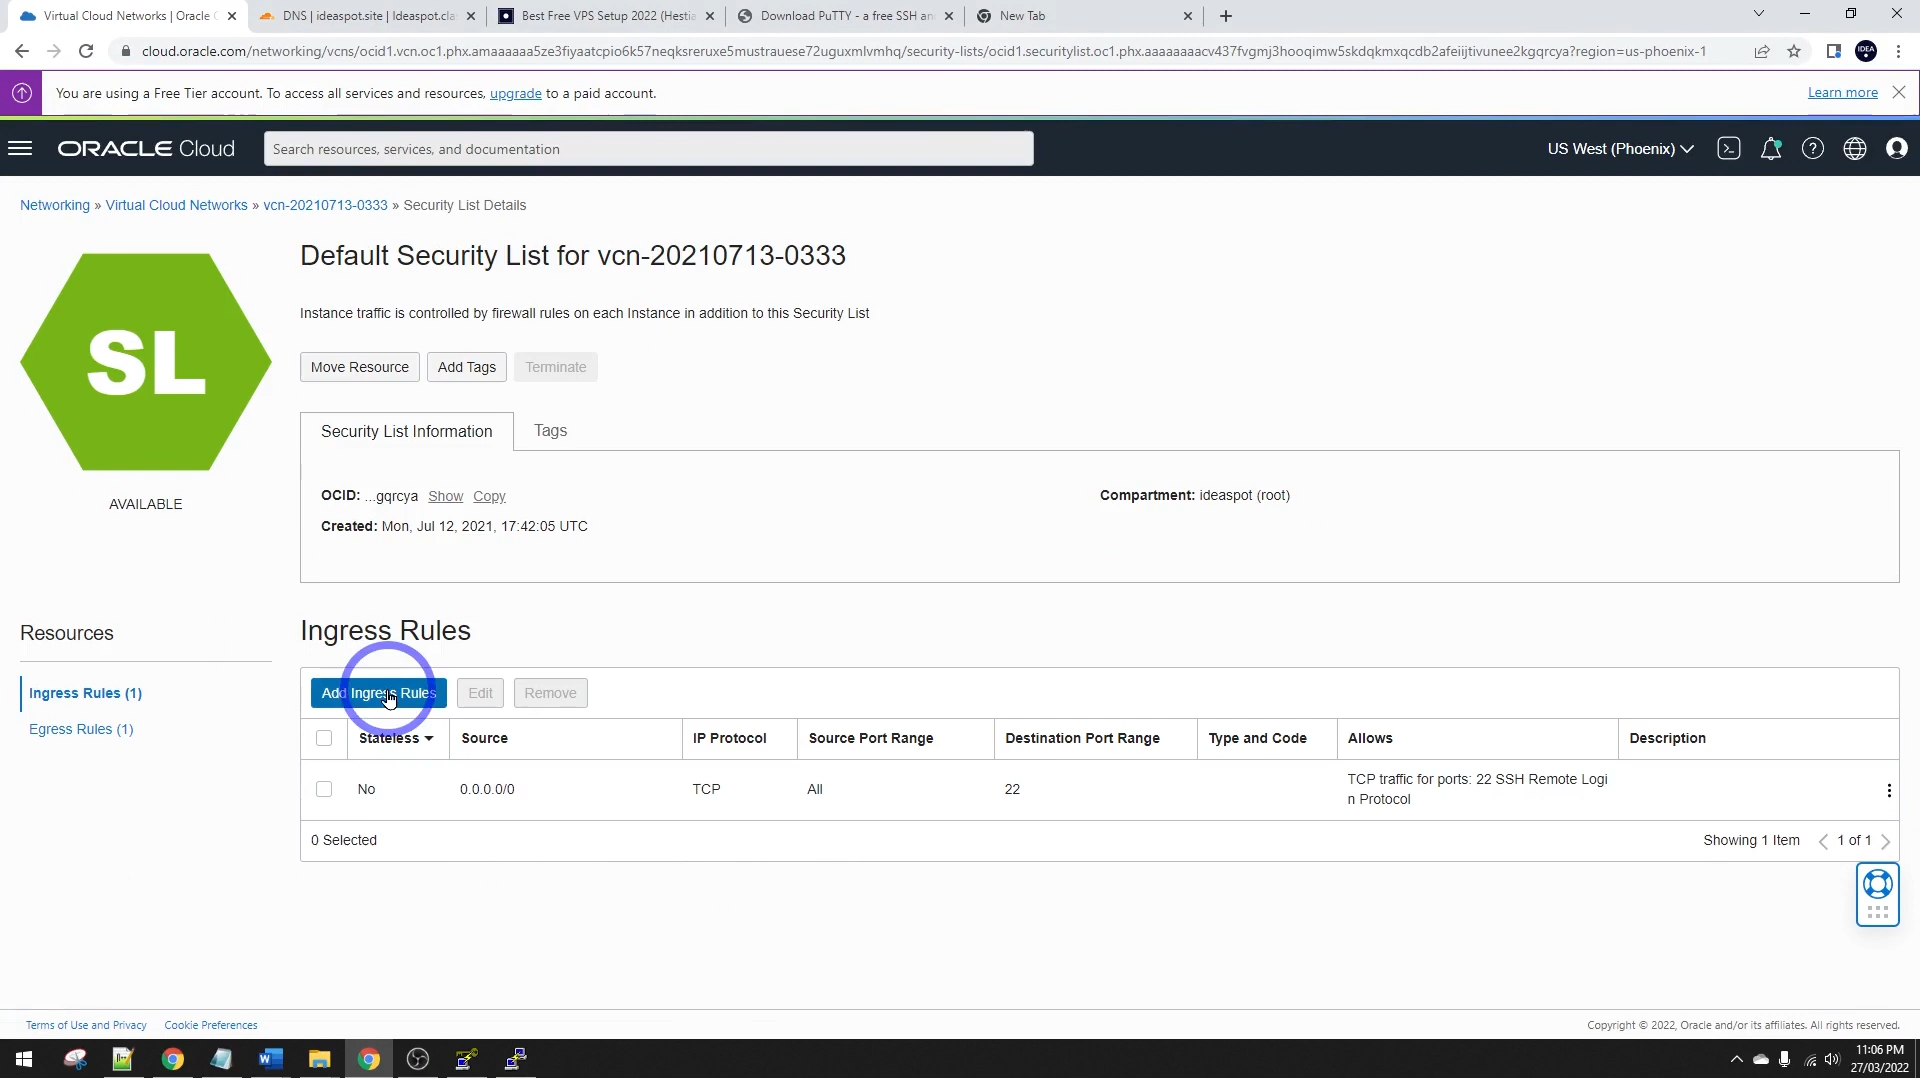 Virtual Cloud Networks | Oracle C
DNS | ideaspot.site | Ideaspot.cla
Best Free VPS Setup 2022 (Hestia
Download PuTTY - a free SSH an
New Tab
cloud.oracle.com/networking/vcns/ocid1.vcn.oc1.phx.amaaaaaa5ze3fiyaatcpio6k57neqksreruxe5mustrauese72uguxmlvmhq/security-lists/ocid1.securitylist.oc1.phx.aaaaaaaacv437fvgmj3hooqimw5skdqkmxqcdb2afeiijtivunee2kgqrcya?region=us-phoenix-1
IDEA
You are using a Free Tier account. To access all services and resources, upgrade to a paid account.
Learn more
ORACLE Cloud
Search resources, services, and documentation
US West (Phoenix)
Networking » Virtual Cloud Networks » vcn-20210713-0333 » Security List Details
SL
AVAILABLE
Default Security List for vcn-20210713-0333
Instance traffic is controlled by firewall rules on each Instance in addition to this Security List
Move Resource
Add Tags
Terminate
Security List Information
Tags
OCID: ...gqrcya Show Copy
Compartment: ideaspot (root)
Created: Mon, Jul 12, 2021, 17:42:05 UTC
Resources
Ingress Rules (1)
Egress Rules (1)
Ingress Rules
Add Ingress Rules
Edit
Remove
Stateless
Source
IP Protocol
Source Port Range
Destination Port Range
Type and Code
Allows
Description
No
0.0.0.0/0
TCP
All
22
TCP traffic for ports: 22 SSH Remote Logi
n Protocol
0 Selected
Showing 1 Item
1 of 1
Terms of Use and Privacy
Cookie Preferences
Copyright © 2022, Oracle and/or its affiliates. All rights reserved.
11:06 PM
27/03/2022